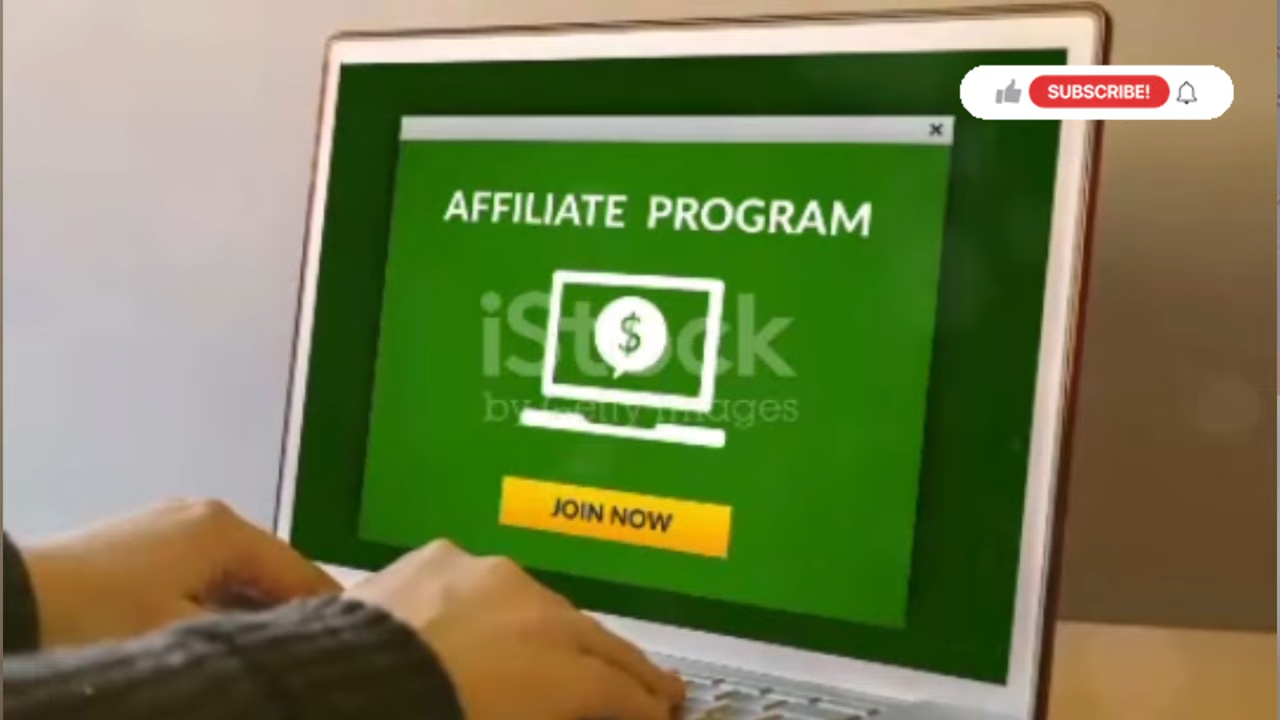 SUBSCRIBE!
AFFILIATE PROGRAM
$
iStock
by Getty Images
JOIN NOW